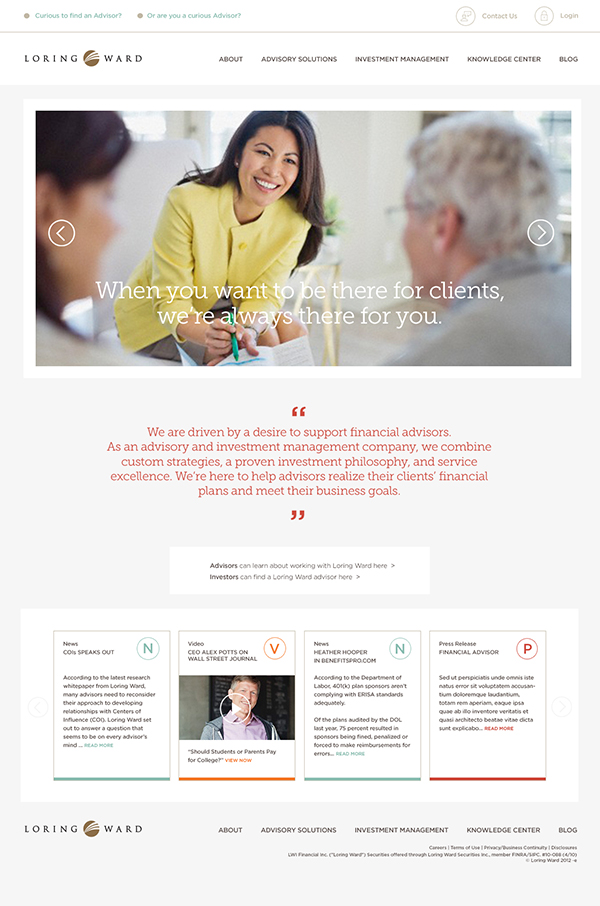 Curious to find an Advisor?
Or are you a curious Advisor?
Contact Us
Login
LORING WARD
ABOUT
ADVISORY SOLUTIONS
INVESTMENT MANAGEMENT
KNOWLEDGE CENTER
BLOG
When you want to be there for clients,
we're always there for you.
“
We are driven by a desire to support financial advisors.
As an advisory and investment management company, we combine
custom strategies, a proven investment philosophy, and service
excellence. We're here to help advisors realize their clients' financial
plans and meet their business goals.
”
Advisors can learn about working with Loring Ward here >
Investors can find a Loring Ward advisor here >
News
COIs SPEAKS OUT
N
According to the latest research
whitepaper from Loring Ward,
many advisors need to reconsider
their approach to developing
relationships with Centers of
Influence (COI). Loring Ward set
out to answer a question that
seems to be on every advisor's
mind ... READ MORE
Video
CEO ALEX POTTS ON
WALL STREET JOURNAL
V
“Should Students or Parents Pay
for College?” VIEW NOW
News
HEATHER HOOPER
IN BENEFITSPRO.COM
N
According to the Department of
Labor, 401(k) plan sponsors aren't
complying with ERISA standards
adequately.
Of the plans audited by the DOL
last year, 75 percent resulted in
sponsors being fined, penalized or
forced to make reimbursements for
errors... READ MORE
Press Release
FINANCIAL ADVISOR
P
Sed ut perspiciatis unde omnis iste
natus error sit voluptatem accusan-
tium doloremque laudantium,
totam rem aperiam, eaque ipsa
quae ab illo inventore veritatis et
quasi architecto beatae vitae dicta
sunt explicabo... READ MORE
LORING WARD
ABOUT
ADVISORY SOLUTIONS
INVESTMENT MANAGEMENT
KNOWLEDGE CENTER
BLOG
Careers | Terms of Use | Privacy/Business Continuity | Disclosures
LWI Financial Inc. ("Loring Ward") Securities offered through Loring Ward Securities Inc., member FINRA/SIPC. #10-088 (4/10)
© Loring Ward 2012 -e